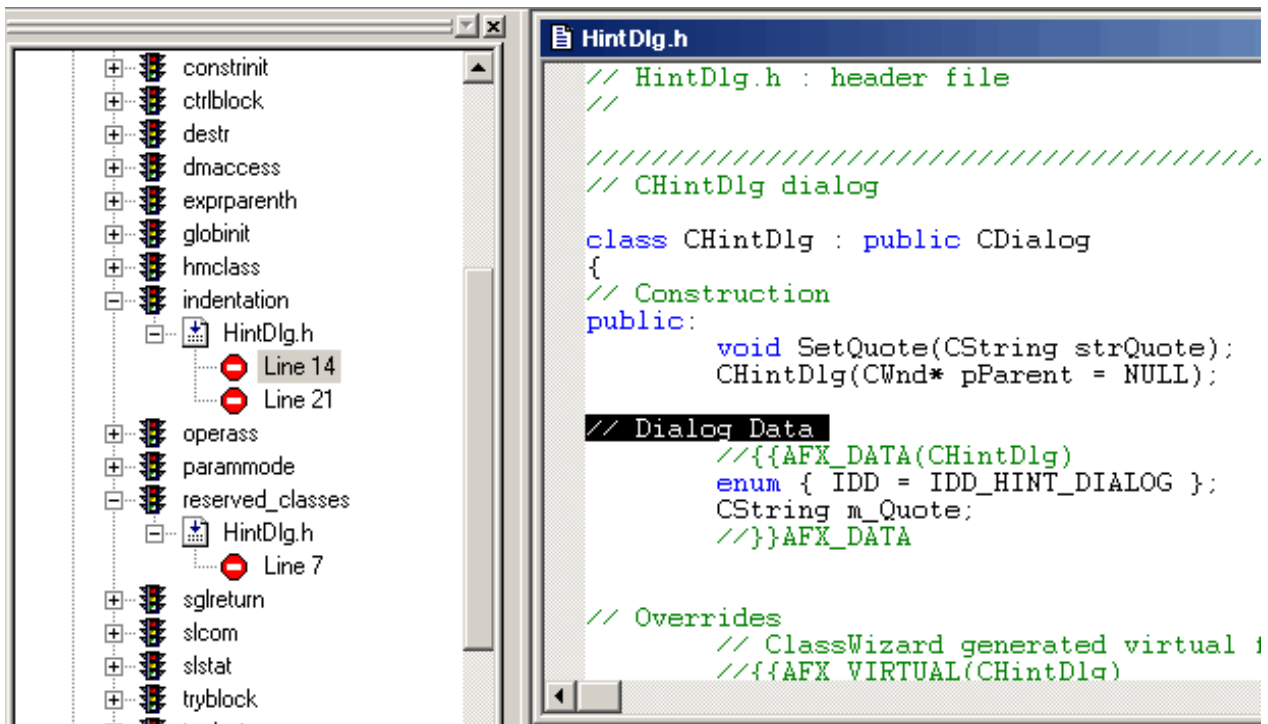 constrinit
ctrlblock
destr
dmaccess
exprparenth
globinit
hmclass
indentation
HintDlg.h
Line 14
Line 21
operass
parammode
reserved_classes
HintDlg.h
Line 7
sglreturn
slcom
slstat
tryblock
HintDlg.h
// HintDlg.h : header file
//
/////////////////////////////////////////
// CHintDlg dialog
class CHintDlg : public CDialog
{
// Construction
public:
void SetQuote(CString strQuote);
CHintDlg(CWnd* pParent = NULL);
// Dialog Data
//{{AFX_DATA(CHintDlg)
enum { IDD = IDD_HINT_DIALOG };
CString m_Quote;
//}}AFX_DATA
// Overrides
// ClassWizard generated virtual f
//{{AFX_VIRTUAL(CHintDlg)